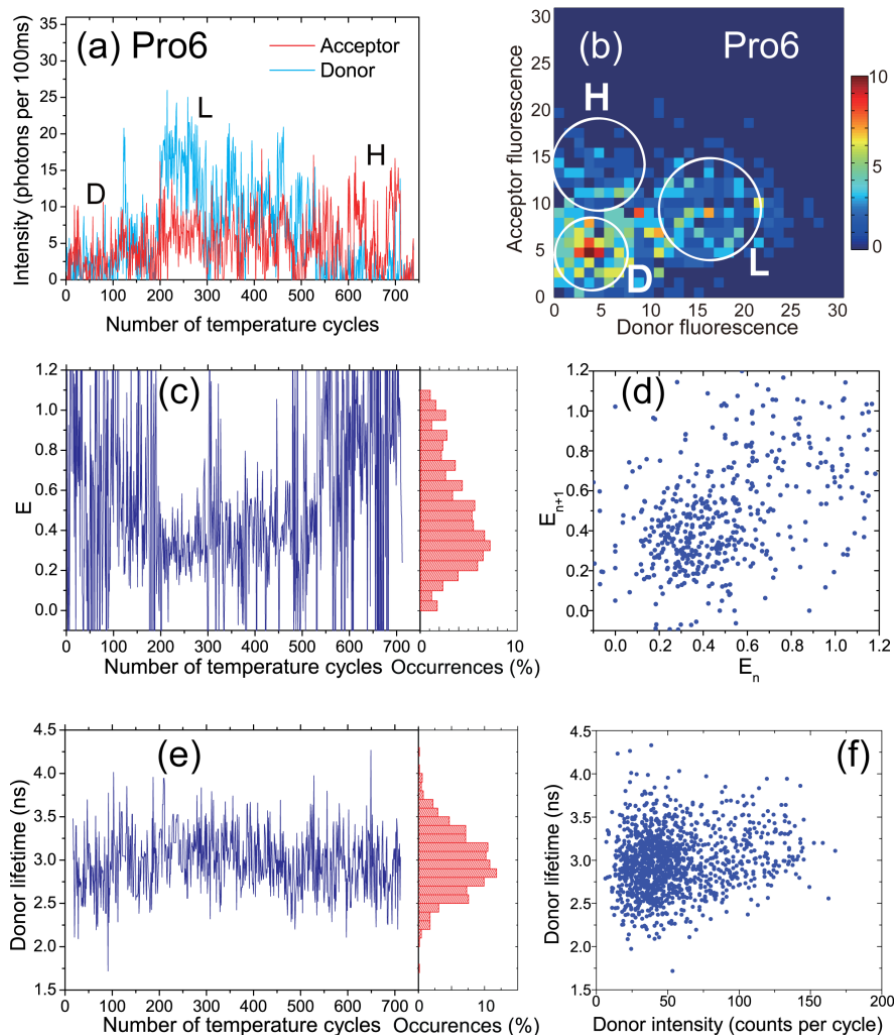 (a) Pro6
Acceptor
Donor
L
H
D
Intensity (photons per 100ms)
35
30
25
20
15
10
5
0
0 100 200 300 400 500 600 700
Number of temperature cycles
(b) Pro6
H
D
L
Acceptor fluorescence
30
25
20
15
10
5
0
0 5 10 15 20 25 30
Donor fluorescence
10
8
6
4
2
0
(c)
E
1.2
1.0
0.8
0.6
0.4
0.2
0.0
0 100 200 300 400 500 600 700 0 10
Number of temperature cycles Occurrences (%)
(d)
E n+1
1.2
1.0
0.8
0.6
0.4
0.2
0.0
0.0 0.2 0.4 0.6 0.8 1.0 1.2
E n
(e)
Donor lifetime (ns)
4.5
4.0
3.5
3.0
2.5
2.0
1.5
0 100 200 300 400 500 600 700 0 10
Number of temperature cycles Occurences (%)
(f)
Donor lifetime (ns)
4.5
4.0
3.5
3.0
2.5
2.0
1.5
0 50 100 150 200
Donor intensity (counts per cycle)